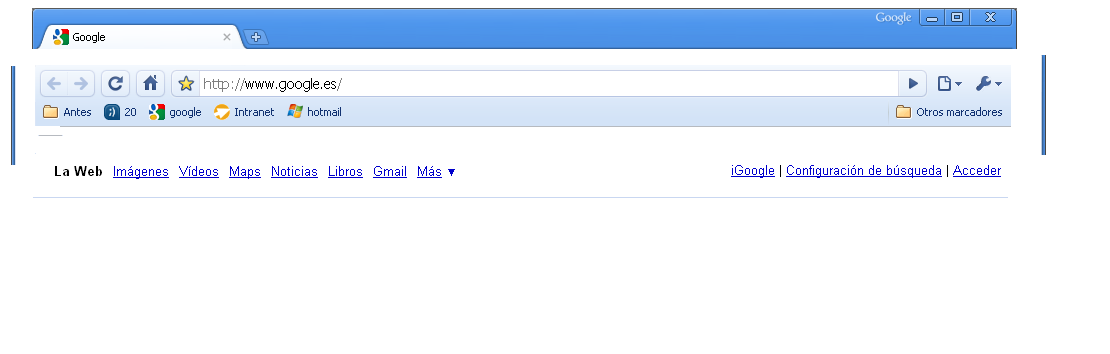 Google
Google
http://www.google.es/
Antes 20 google Intranet hotmail Otros marcadores
La Web Imágenes Vídeos Maps Noticias Libros Gmail Más ▼ iGoogle | Configuración de búsqueda | Acceder